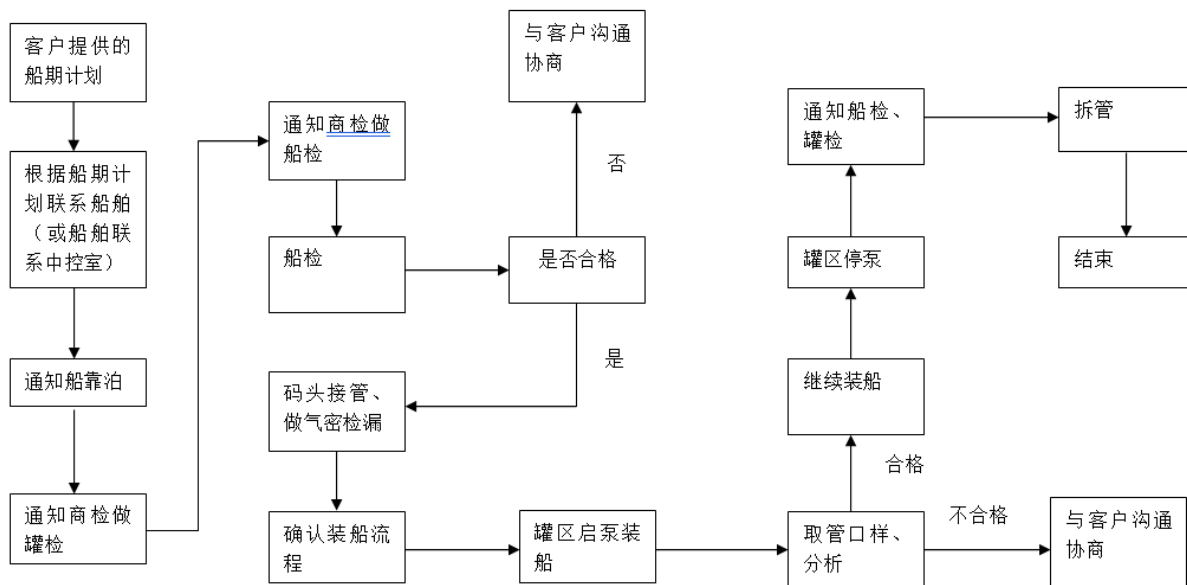 客户提供的
船期计划
根据船期计
划联系船舶
（或船舶联
系中控室）
通知船靠泊
通知商检做
罐检
通知商检做
船检
船检
是否合格
否
与客户沟通
协商
是
码头接管、
做气密检漏
确认装船流
程
罐区启泵装
船
取管口样、
分析
不合格
与客户沟通
协商
合格
继续装船
罐区停泵
通知船检、
罐检
拆管
结束